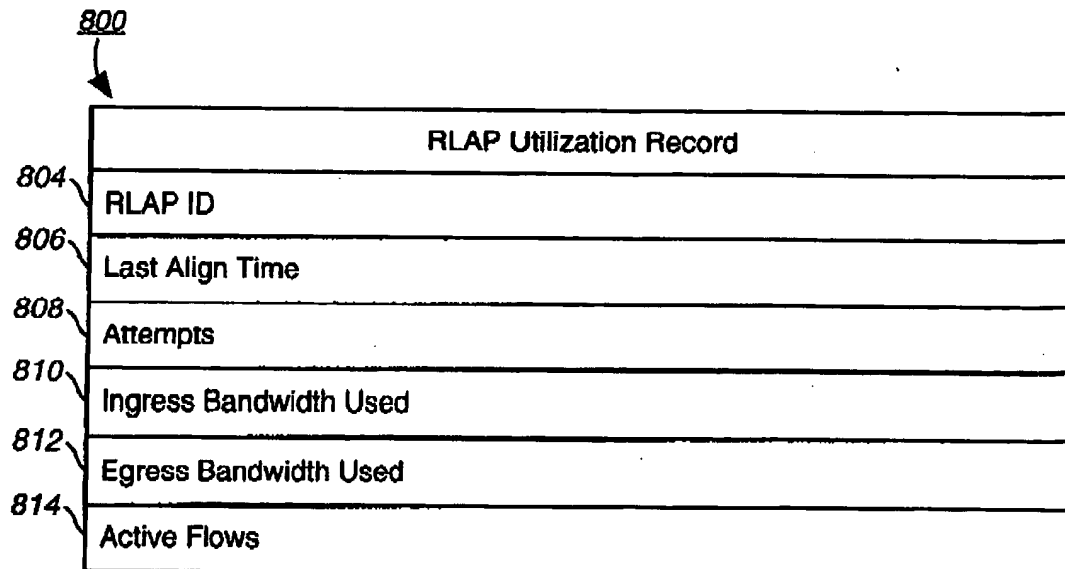 800
RLAP Utilization Record
804 RLAP ID
806 Last Align Time
808 Attempts
810 Ingress Bandwidth Used
812 Egress Bandwidth Used
814 Active Flows